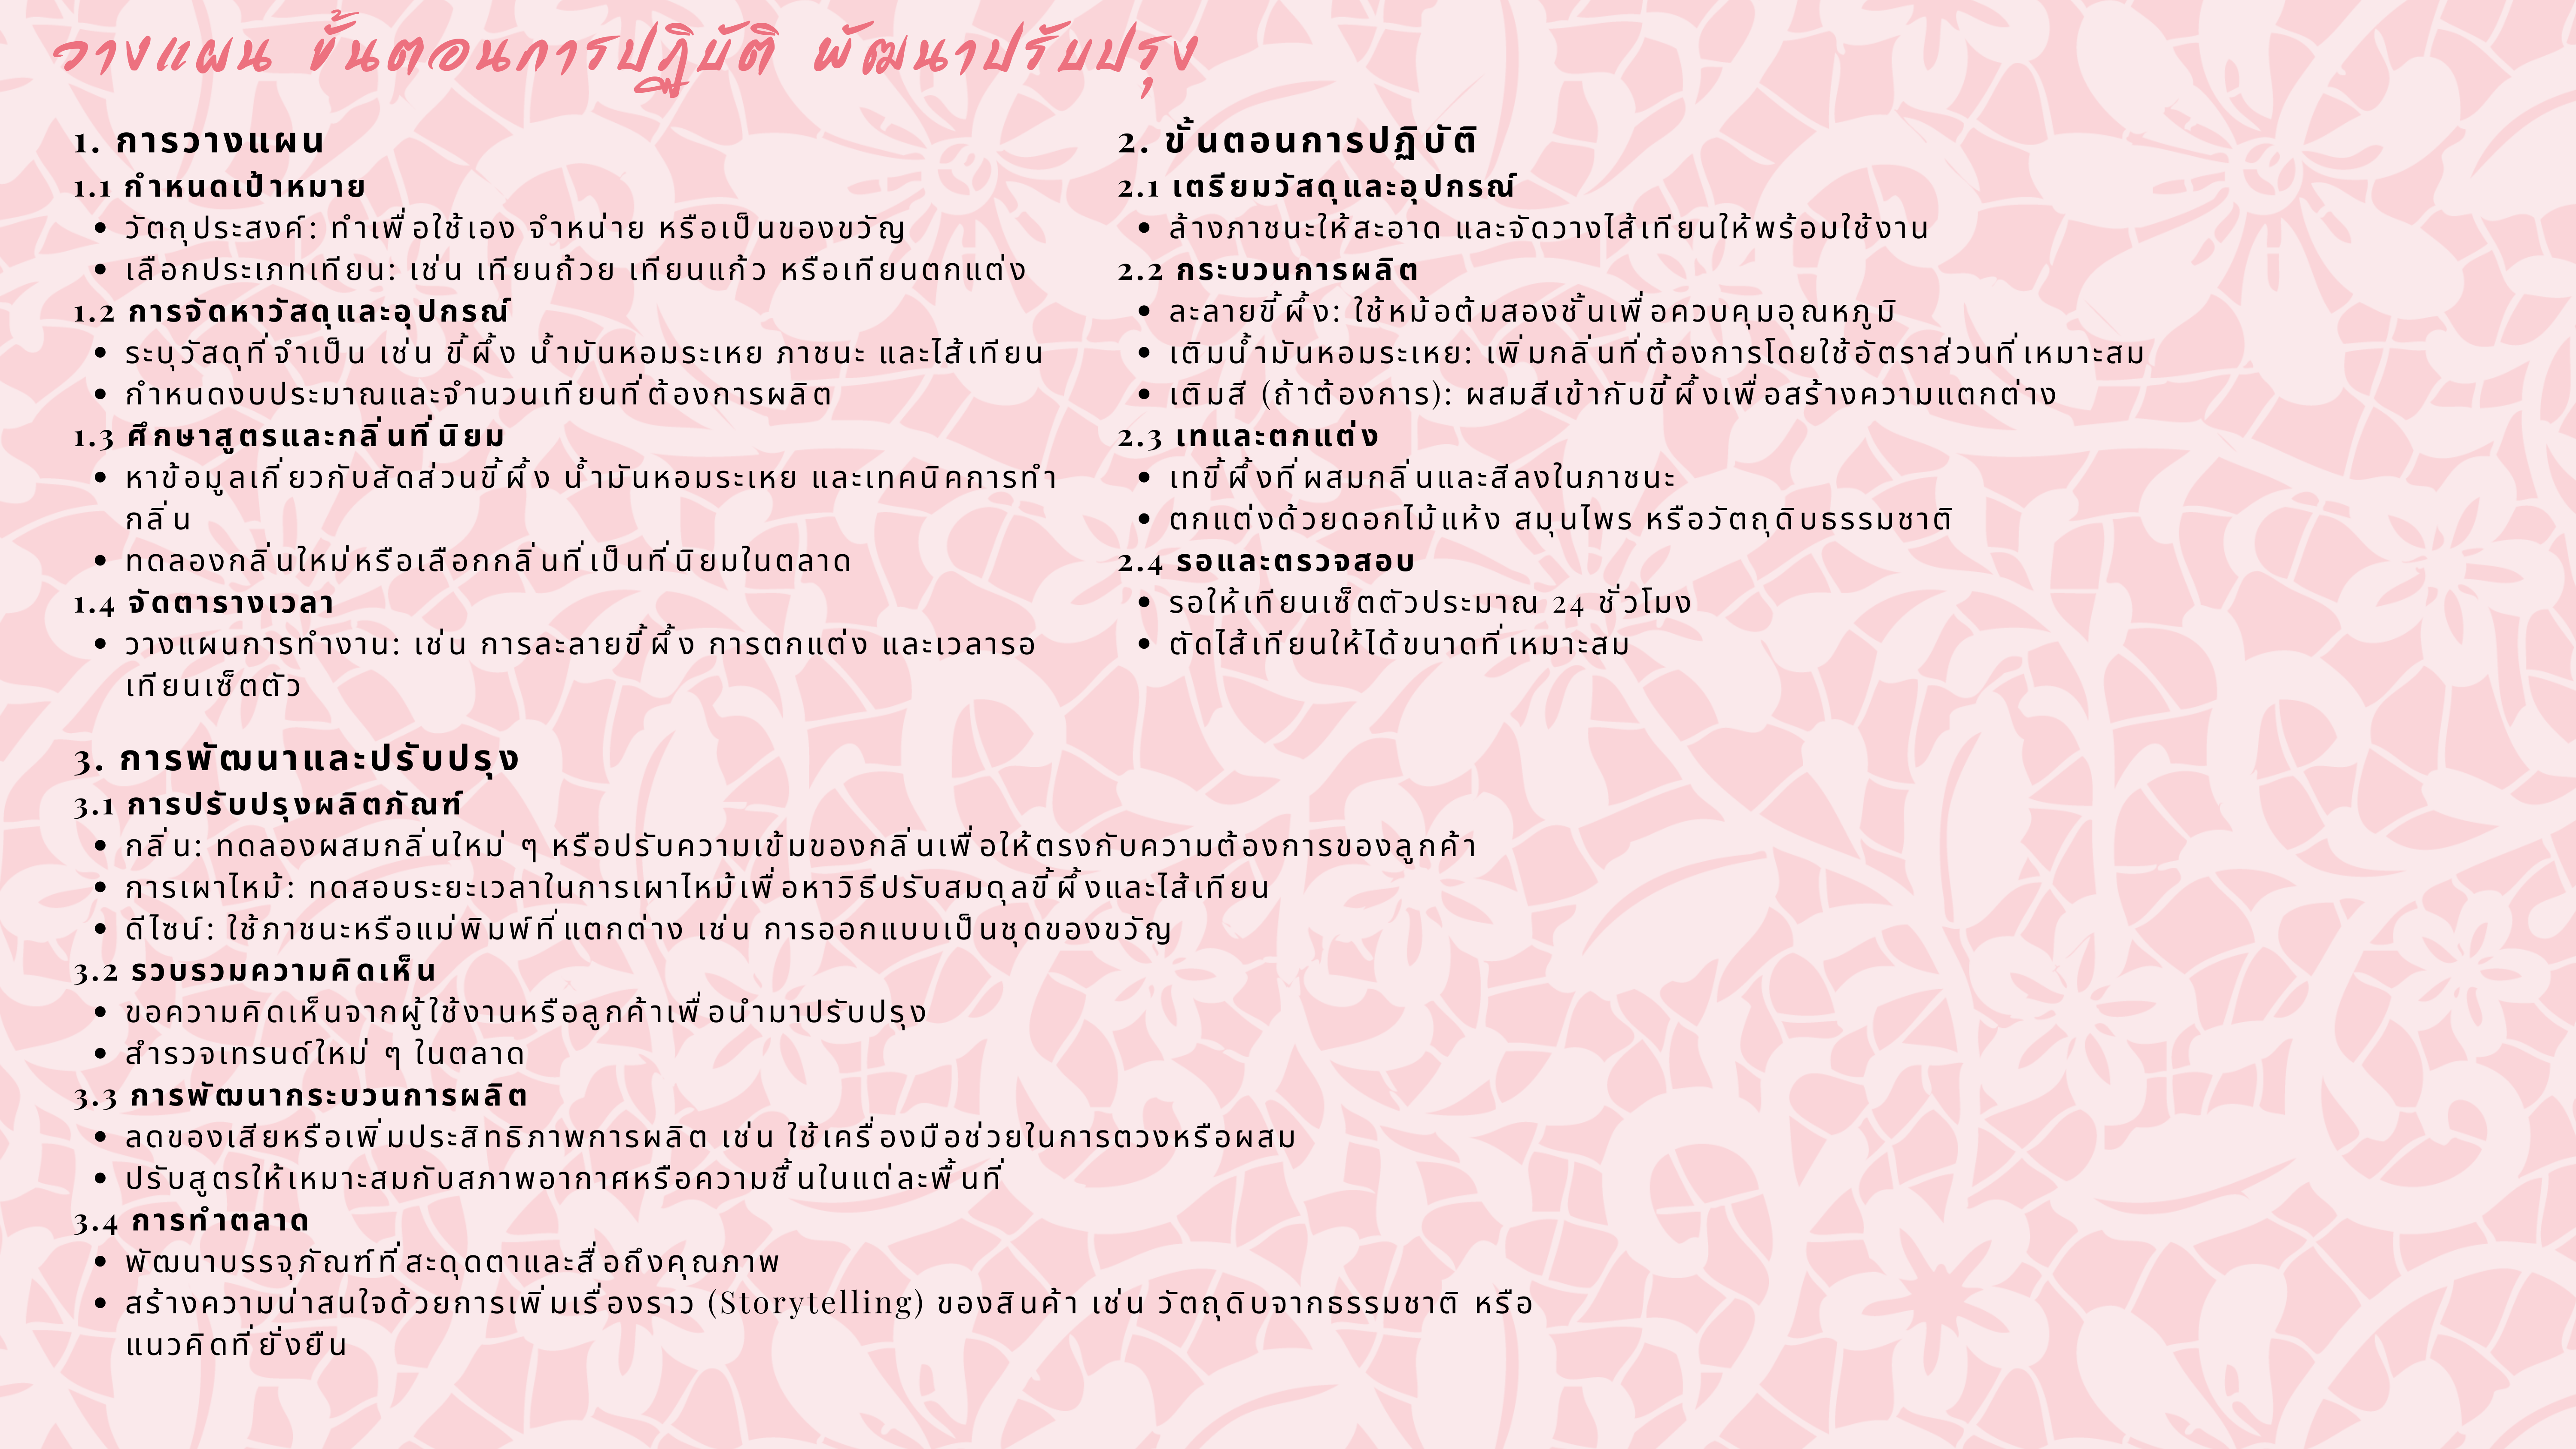 วางแผน ขั้นตอนการปฏิบัติ พัฒนาปรับปรุง
1. การวางแผน
1.1 กำหนดเป้าหมาย
• วัตถุประสงค์: ทำเพื่อใช้เอง จำหน่าย หรือเป็นของขวัญ
• เลือกประเภทเทียน: เช่น เทียนถ้วย เทียนแก้ว หรือเทียนตกแต่ง
1.2 การจัดหาวัสดุและอุปกรณ์
• ระบุวัสดุที่จำเป็น เช่น ขี้ผึ้ง น้ำมันหอมระเหย ภาชนะ และไส้เทียน
• กำหนดงบประมาณและจำนวนเทียนที่ต้องการผลิต
1.3 ศึกษาสูตรและกลิ่นที่นิยม
• หาข้อมูลเกี่ยวกับสัดส่วนขี้ผึ้ง น้ำมันหอมระเหย และเทคนิคการทำ
กลิ่น
• ทดลองกลิ่นใหม่หรือเลือกกลิ่นที่เป็นที่นิยมในตลาด
1.4 จัดตารางเวลา
• วางแผนการทำงาน: เช่น การละลายขี้ผึ้ง การตกแต่ง และเวลารอ
เทียนเซ็ตตัว
2. ขั้นตอนการปฏิบัติ
2.1 เตรียมวัสดุและอุปกรณ์
• ล้างภาชนะให้สะอาด และจัดวางไส้เทียนให้พร้อมใช้งาน
2.2 กระบวนการผลิต
• ละลายขี้ผึ้ง: ใช้หม้อต้มสองชั้นเพื่อควบคุมอุณหภูมิ
• เติมน้ำมันหอมระเหย: เพิ่มกลิ่นที่ต้องการโดยใช้อัตราส่วนที่เหมาะสม
• เติมสี (ถ้าต้องการ): ผสมสีเข้ากับขี้ผึ้งเพื่อสร้างความแตกต่าง
2.3 เทและตกแต่ง
• เทขี้ผึ้งที่ผสมกลิ่นและสีลงในภาชนะ
• ตกแต่งด้วยดอกไม้แห้ง สมุนไพร หรือวัตถุดิบธรรมชาติ
2.4 รอและตรวจสอบ
• รอให้เทียนเซ็ตตัวประมาณ 24 ชั่วโมง
• ตัดไส้เทียนให้ได้ขนาดที่เหมาะสม
3. การพัฒนาและปรับปรุง
3.1 การปรับปรุงผลิตภัณฑ์
• กลิ่น: ทดลองผสมกลิ่นใหม่ ๆ หรือปรับความเข้มของกลิ่นเพื่อให้ตรงกับความต้องการของลูกค้า
• การเผาไหม้: ทดสอบระยะเวลาในการเผาไหม้เพื่อหาวิธีปรับสมดุลขี้ผึ้งและไส้เทียน
• ดีไซน์: ใช้ภาชนะหรือแม่พิมพ์ที่แตกต่าง เช่น การออกแบบเป็นชุดของขวัญ
3.2 รวบรวมความคิดเห็น
• ขอความคิดเห็นจากผู้ใช้งานหรือลูกค้าเพื่อนำมาปรับปรุง
• สำรวจเทรนด์ใหม่ ๆ ในตลาด
3.3 การพัฒนากระบวนการผลิต
• ลดของเสียหรือเพิ่มประสิทธิภาพการผลิต เช่น ใช้เครื่องมือช่วยในการตวงหรือผสม
• ปรับสูตรให้เหมาะสมกับสภาพอากาศหรือความชื้นในแต่ละพื้นที่
3.4 การทำตลาด
• พัฒนาบรรจุภัณฑ์ที่สะดุดตาและสื่อถึงคุณภาพ
• สร้างความน่าสนใจด้วยการเพิ่มเรื่องราว (Storytelling) ของสินค้า เช่น วัตถุดิบจากธรรมชาติ หรือ
แนวคิดที่ยั่งยืน